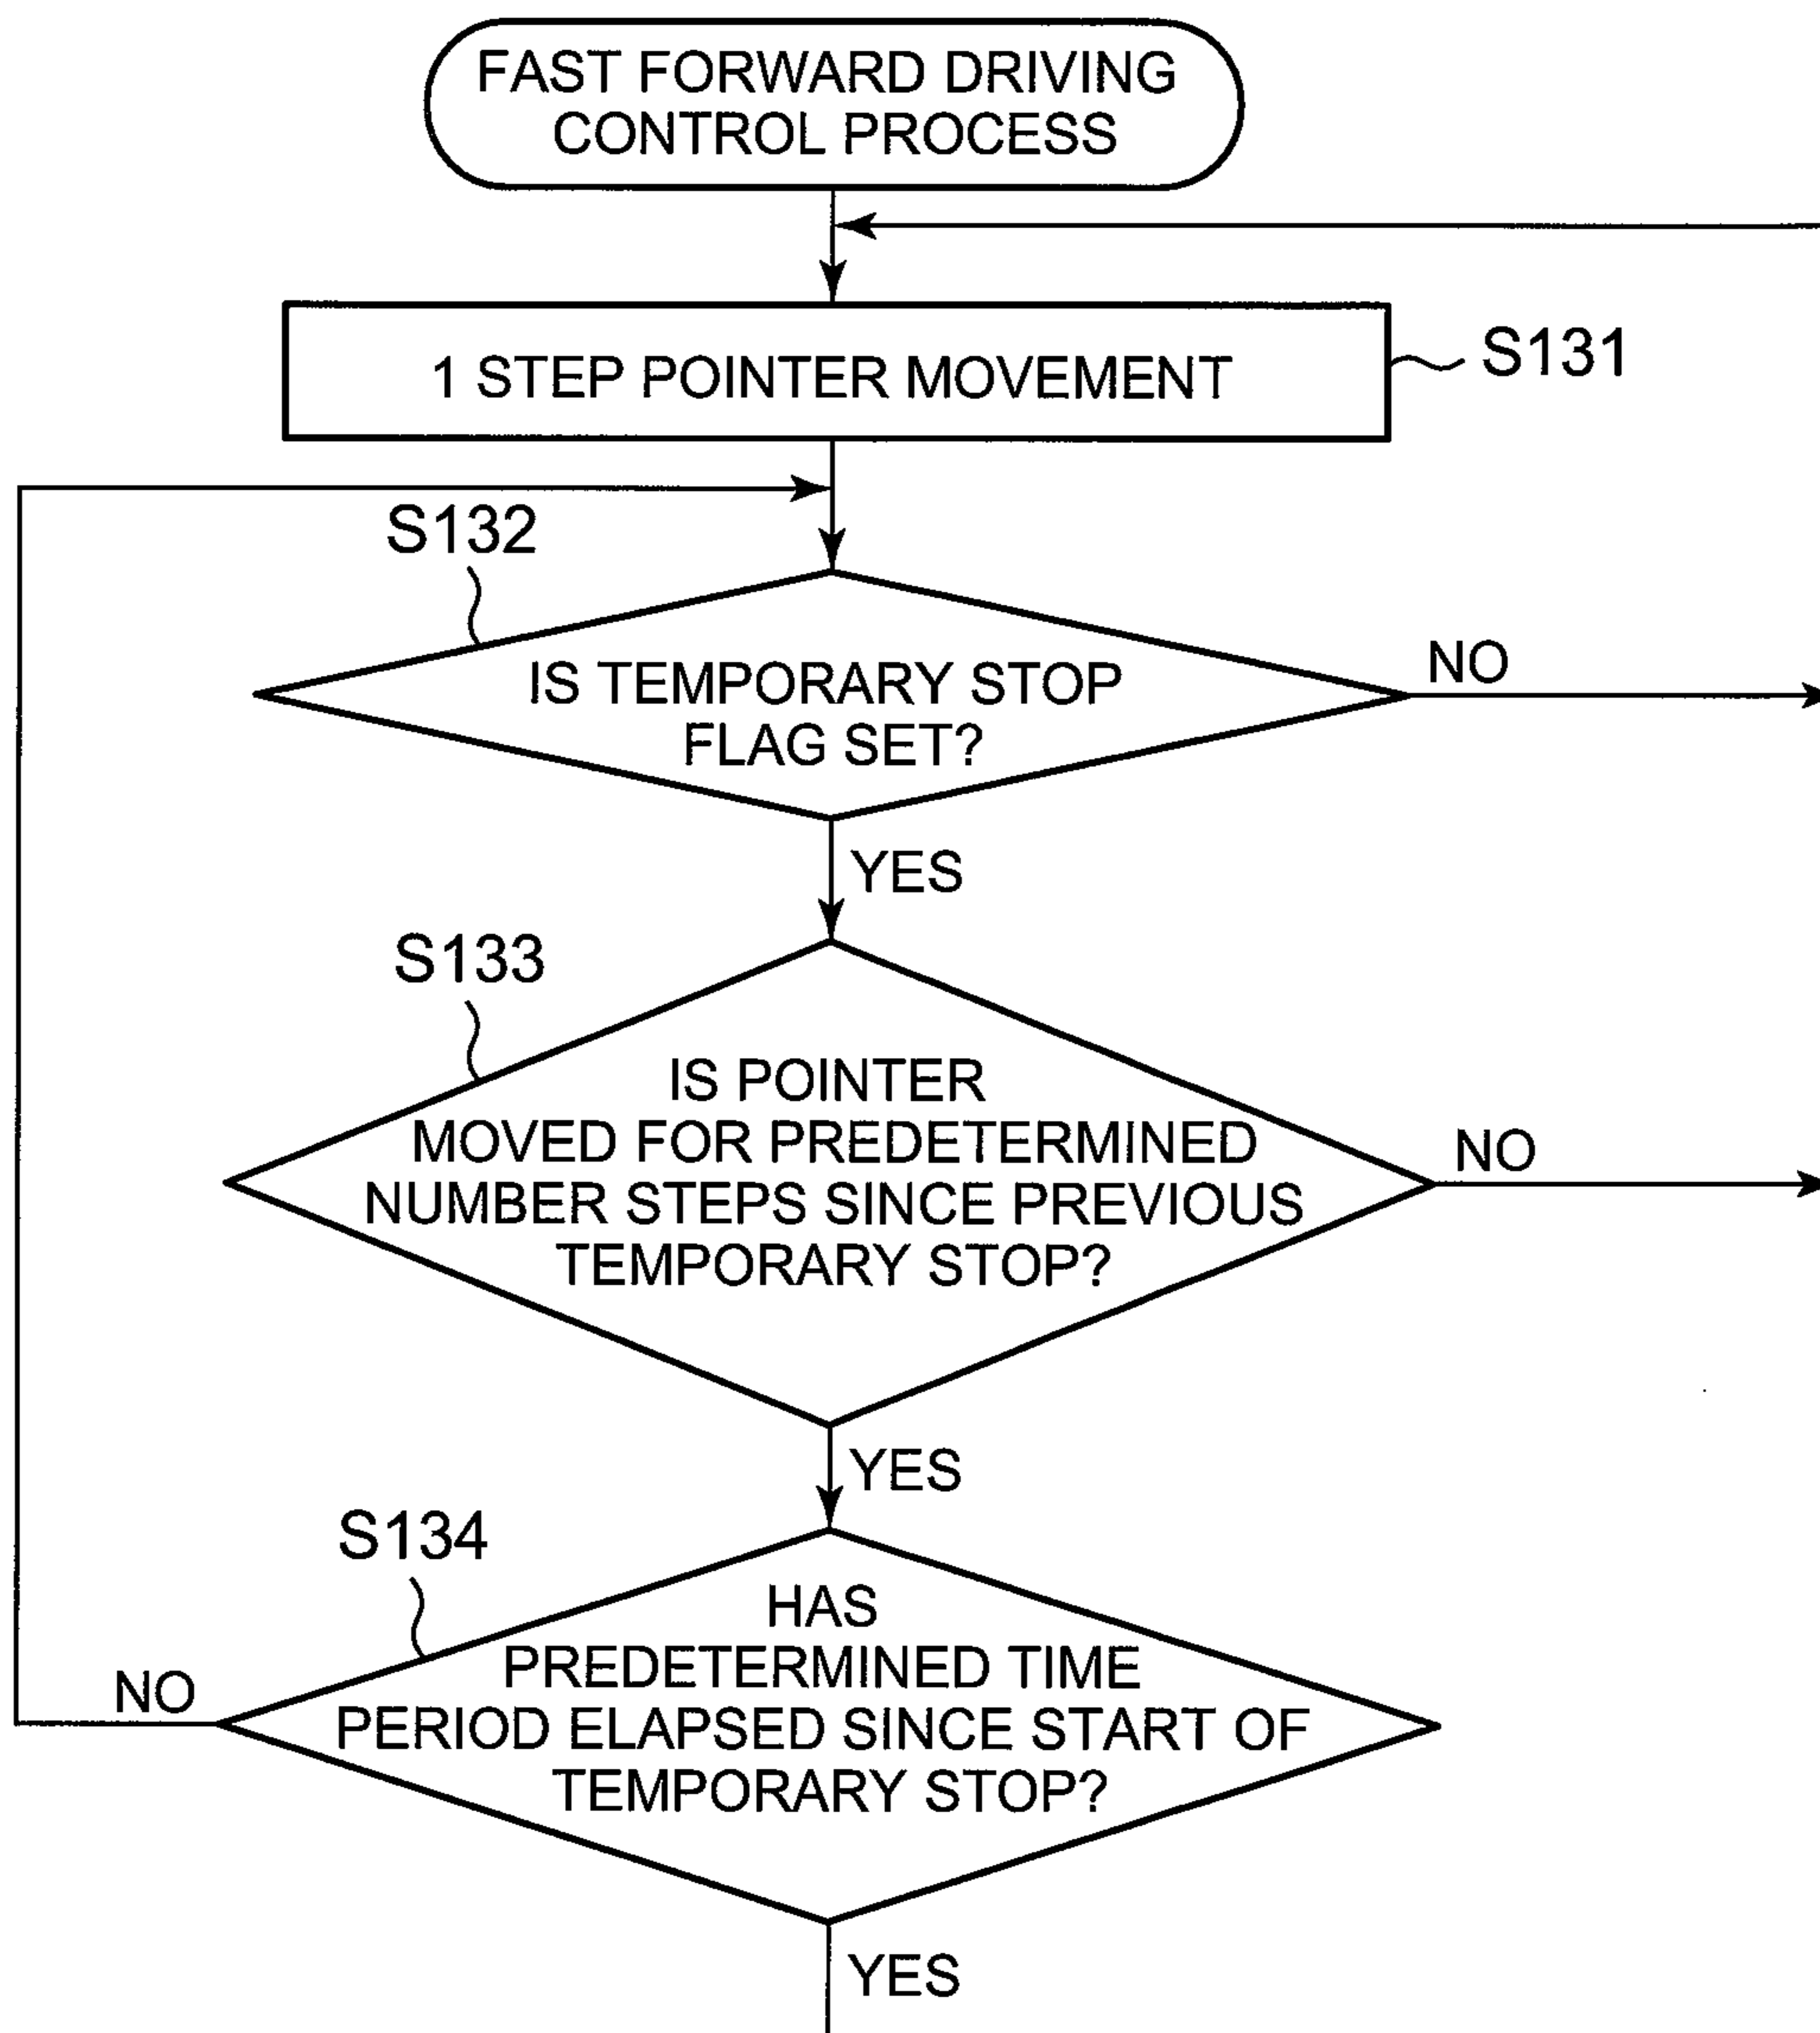 FAST FORWARD DRIVING
CONTROL PROCESS
1 STEP POINTER MOVEMENT
S131
S132
IS TEMPORARY STOP
FLAG SET?
NO
YES
S133
IS POINTER
MOVED FOR PREDETERMINED
NUMBER STEPS SINCE PREVIOUS
TEMPORARY STOP?
NO
YES
S134
HAS
PREDETERMINED TIME
PERIOD ELAPSED SINCE START OF
TEMPORARY STOP?
NO
YES